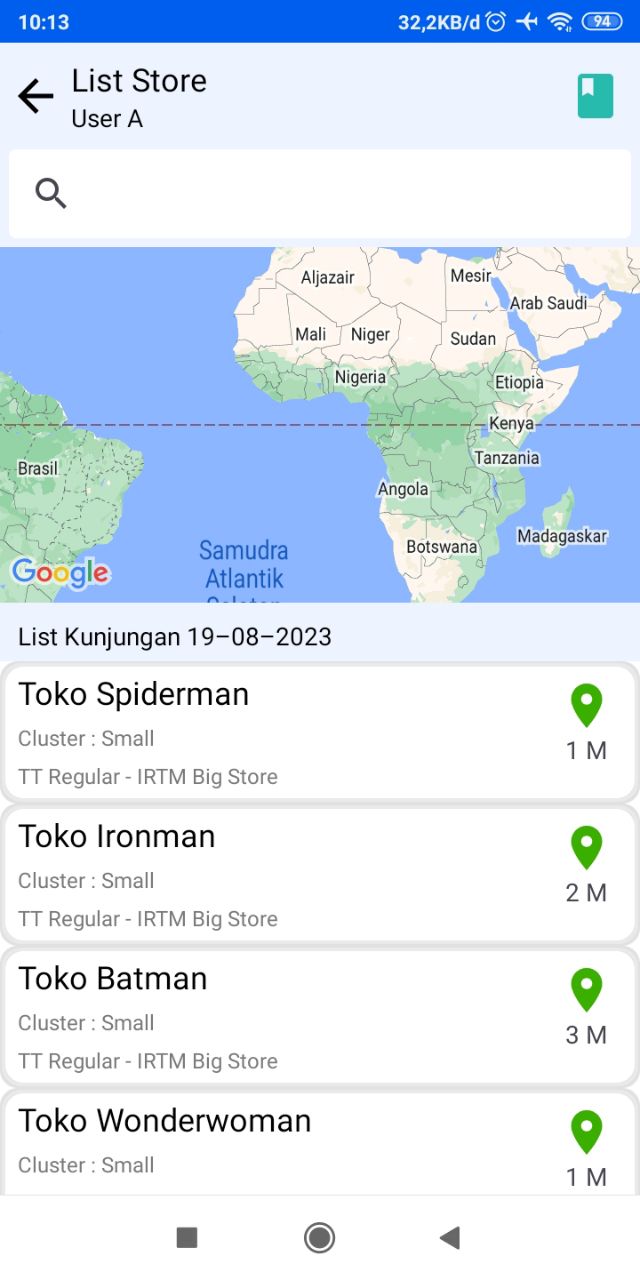 10:13
32,2KB/d
94
List Store
User A
Aljazair
Mesir
Arab Saudi
Mali
Niger
Sudan
Nigeria
Etiopia
Kenya
Tanzania
Brasil
Angola
Samudra
Atlantik
Selatan
Botswana
Madagaskar
Google
List Kunjungan 19-08-2023
Toko Spiderman
Cluster : Small
TT Regular - IRTM Big Store
1 M
Toko Ironman
Cluster : Small
TT Regular - IRTM Big Store
2 M
Toko Batman
Cluster : Small
TT Regular - IRTM Big Store
3 M
Toko Wonderwoman
Cluster : Small
1 M